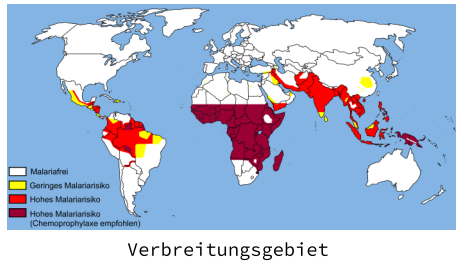 Malariafrei
Geringes Malariarisiko
Hohes Malariarisiko
Hohes Malariarisiko
(Chemoprophylaxe empfohlen)
Verbreitungsgebiet